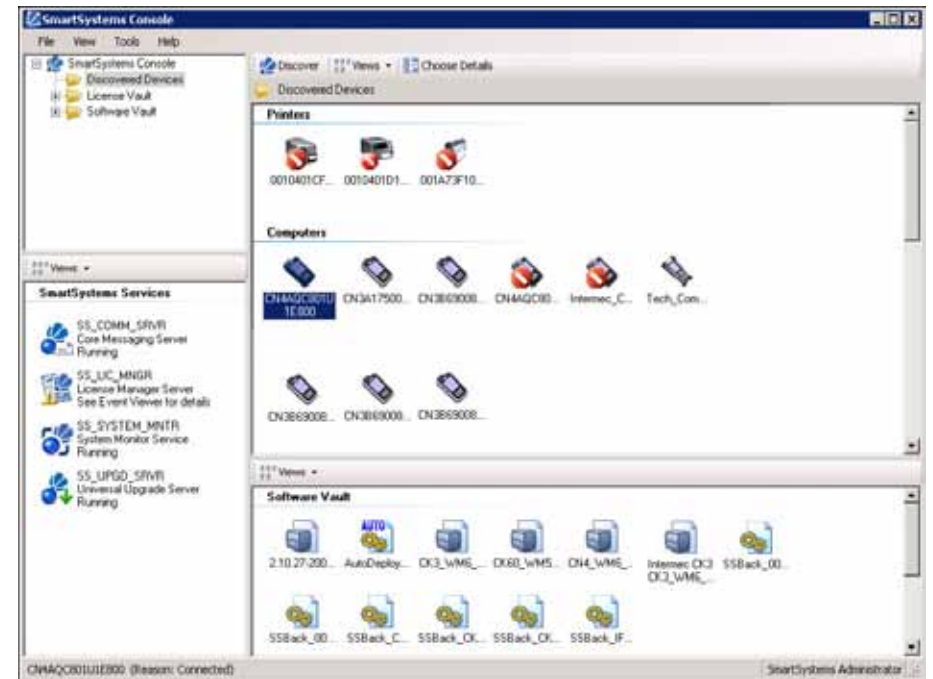 SmartSystems Console
File View Tools Help
SmartSystems Console
Discovered Devices
License Vault
Software Vault
Discover Views Choose Details
Discovered Devices
Printers
0010401CF... 0010401D1... 001A73F10...
Computers
CN4AQC801U CN3A17500... CN3B69008... CN4AQC80... Intermec_C... Tech_Com...
1E800
CN3B69008... CN3B69008... CN3B69008...
Views
SmartSystems Services
SS_COMM_SRVR
Core Messaging Server
Running
SS_LIC_MNGR
License Manager Server
See Event Viewer for details
SS_SYSTEM_MNTR
System Monitor Service
Running
SS_UPGD_SRVR
Universal Upgrade Server
Running
Views
Software Vault
AUTO
2.10.27-200... AutoDeploy... CK3_WM6_... CK60_WM5... CN4_WM6_... Intermec CK3 SSBack_00...
CK3_WM6_...
SSBack_00... SSBack_C... SSBack_CK... SSBack_CK... SSBack_IF...
CN4AQC801U1E800 (Reason: Connected) SmartSystems Administrator